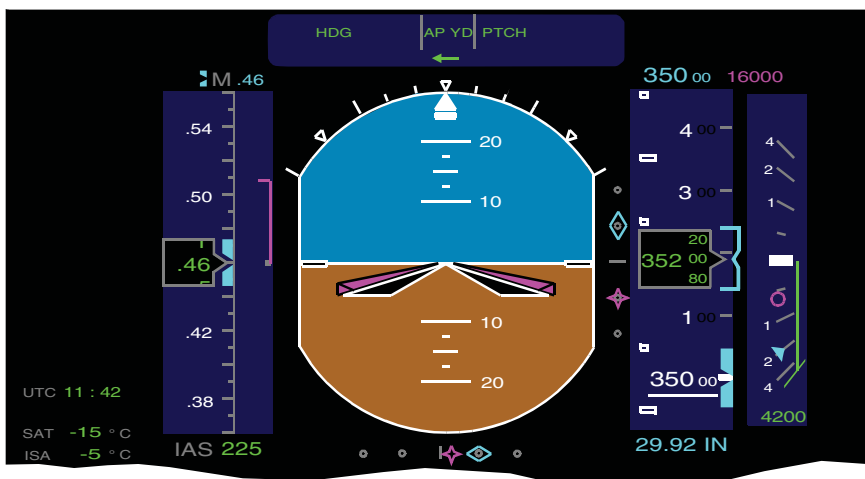 HDG AP YD PTCH
M .46
.54
.50
.46
.42
.38
IAS 225
UTC 11 : 42
SAT -15 ° C
ISA -5 ° C
20
10
10
20
350 00 16000
4 00
3 00
20
352 00
80
1 00
350 00
29.92 IN
4
2
1
1
2
4
4200